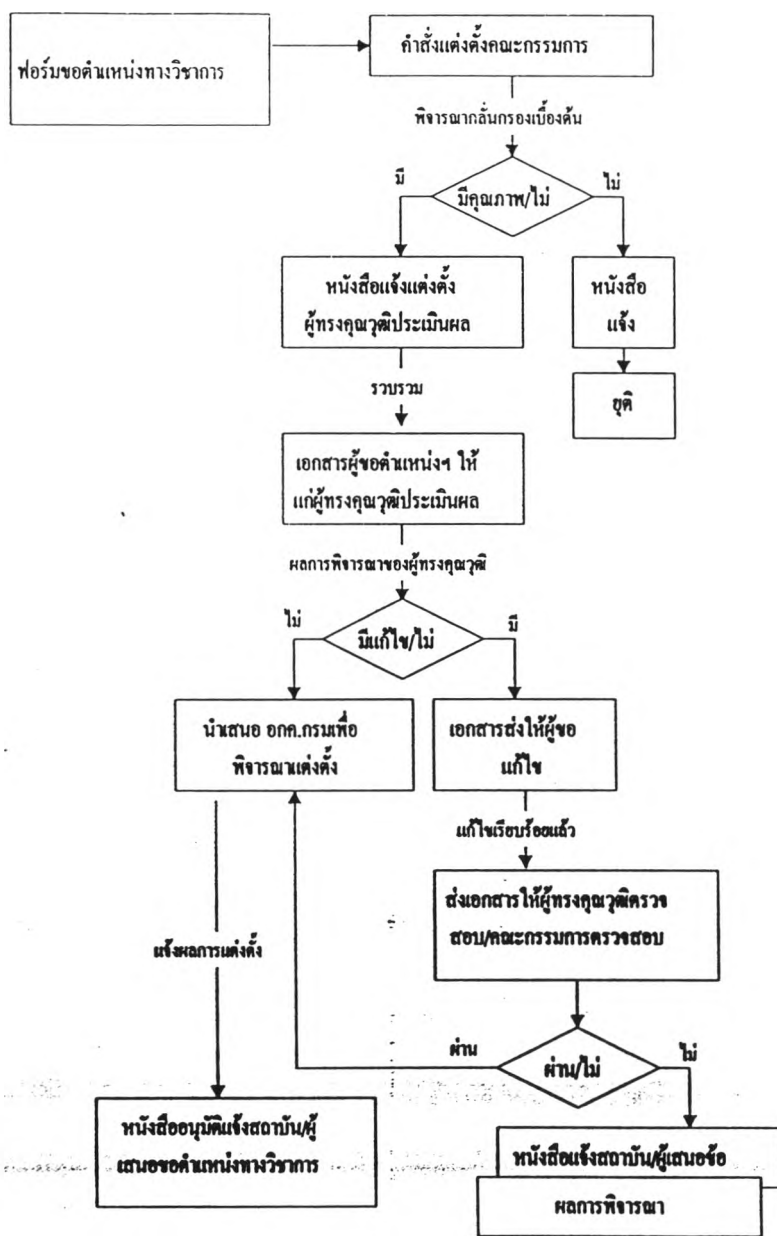 ฟอร์มขอตำแหน่งทางวิชาการ
คำสั่งแต่งตั้งคณะกรรมการ
พิจารณากลั่นกรองเบื้องต้น
มี
มีคุณภาพ/ไม่
ไม่
หนังสือแจ้งแต่งตั้ง
ผู้ทรงคุณวุฒิประเมินผล
หนังสือ
แจ้ง
รวบรวม
ยุติ
เอกสารผู้ขอตำแหน่งฯ ให้
แก่ผู้ทรงคุณวุฒิประเมินผล
ผลการพิจารณาของผู้ทรงคุณวุฒิ
ไม่
มีแก้ไข/ไม่
มี
นำเสนอ อกค.กรมเพื่อ
พิจารณาแต่งตั้ง
เอกสารส่งให้ผู้ขอ
แก้ไข
แก้ไขเรียบร้อยแล้ว
ส่งเอกสารให้ผู้ทรงคุณวุฒิตรวจ
สอบ/คณะกรรมการตรวจสอบ
แจ้งผลการแต่งตั้ง
ผ่าน
ผ่าน/ไม่
ไม่
หนังสืออนุมัติแจ้งสถาบัน/ผู้
เสนอขอตำแหน่งทางวิชาการ
หนังสือแจ้งสถาบัน/ผู้เสนอข้อ
ผลการพิจารณา